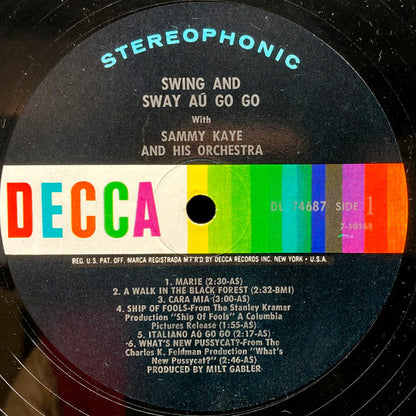 STEREOPHONIC
SWING AND
SWAY AÚ GO GO
With
SAMMY KAYE
AND HIS ORCHESTRA
DECCA
DL 74687 SIDE 1
7-10168
REG. U.S. PAT. OFF. MARCA REGISTRADA M'F'R'D BY DECCA RECORDS INC. NEW YORK • U.S.A.
1. MARIE (2:30-AS)
2. A WALK IN THE BLACK FOREST (2:32-BMI)
3. CARA MIA (3:00-AS)
4. SHIP OF FOOLS-From The Stanley Kramer
Production "Ship Of Fools" A Columbia
Pictures Release (1:55-AS)
5. ITALIANO AÚ GO GO (2:17-AS)
-6. WHAT'S NEW PUSSYCAT?-From The
Charles K. Feldman Production "What's
New Pussycat?" (2:46-AS)
PRODUCED BY MILT GABLER